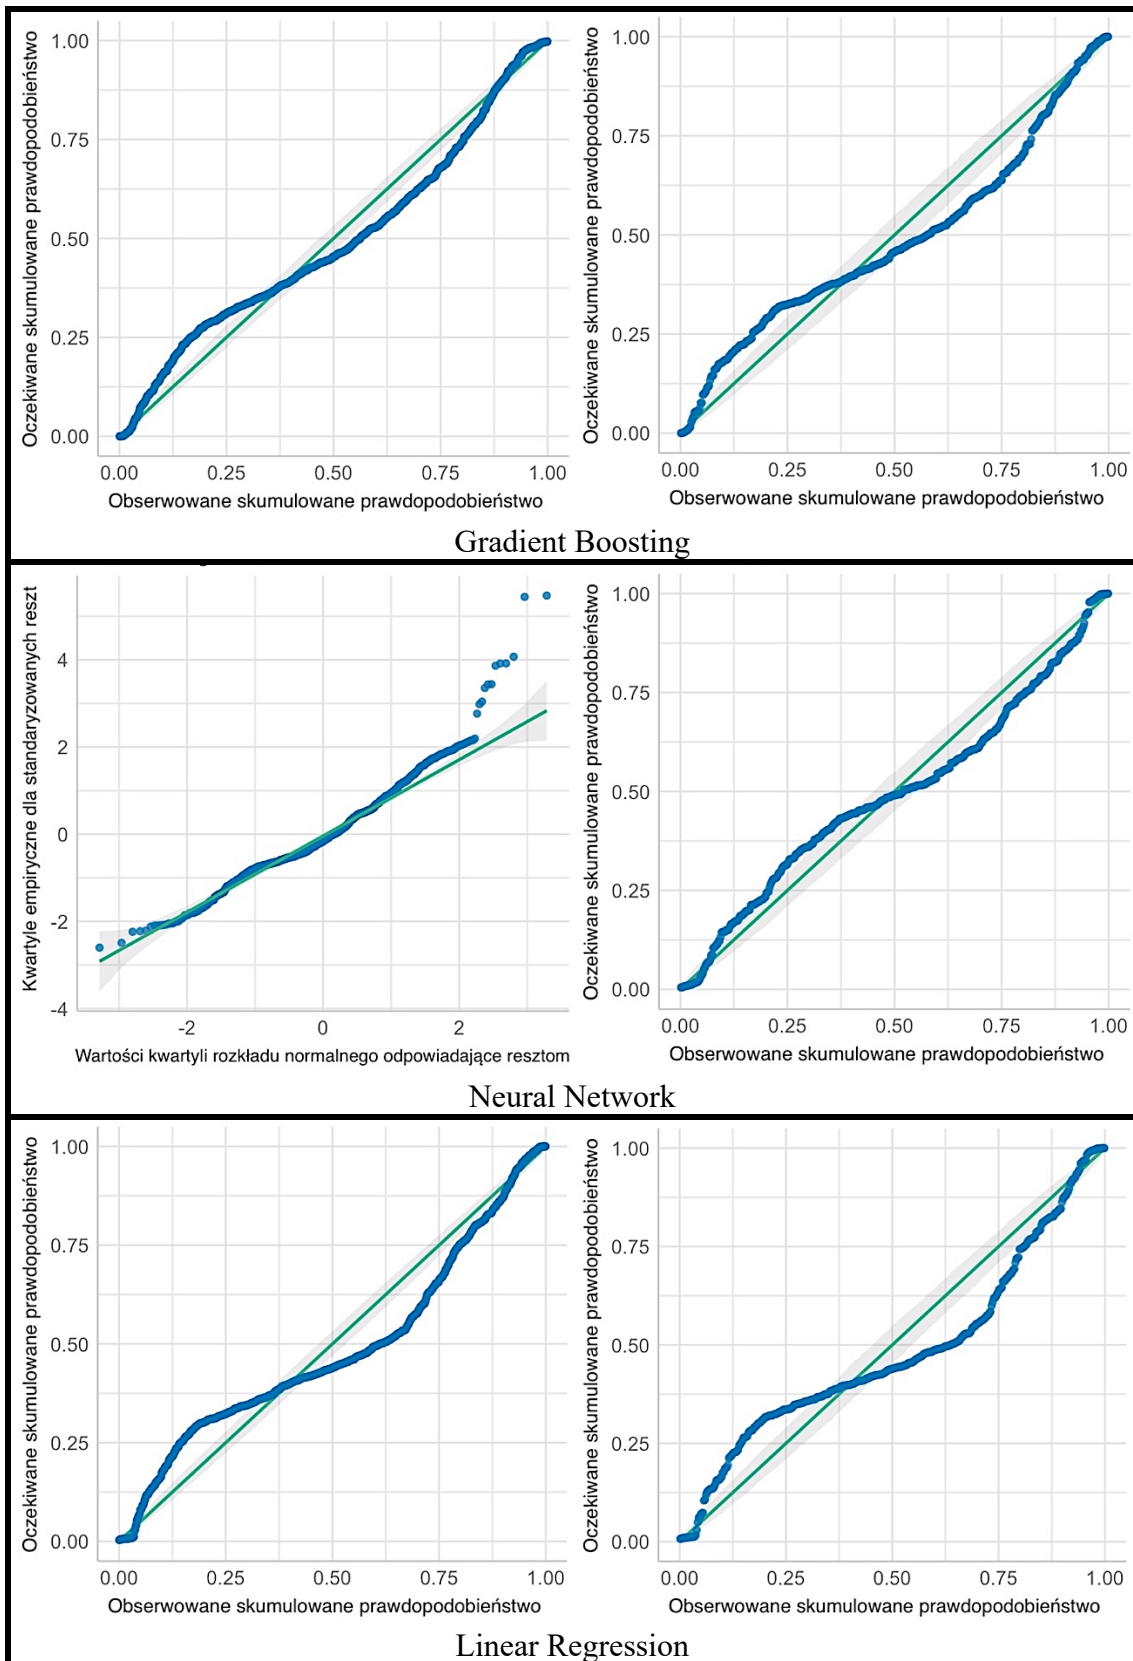 Oczekiwane skumulowane prawdopodobieństwo
1.00
0.75
0.50
0.25
0.00
0.00 0.25 0.50 0.75 1.00
Obserwowane skumulowane prawdopodobieństwo
Oczekiwane skumulowane prawdopodobieństwo
1.00
0.75
0.50
0.25
0.00
0.00 0.25 0.50 0.75 1.00
Obserwowane skumulowane prawdopodobieństwo
Gradient Boosting
Kwartyle empiryczne dla standaryzowanych reszt
4
2
0
-2
-4
-2 0 2
Wartości kwartyli rozkładu normalnego odpowiadające resztom
Oczekiwane skumulowane prawdopodobieństwo
1.00
0.75
0.50
0.25
0.00
0.00 0.25 0.50 0.75 1.00
Obserwowane skumulowane prawdopodobieństwo
Neural Network
Oczekiwane skumulowane prawdopodobieństwo
1.00
0.75
0.50
0.25
0.00
0.00 0.25 0.50 0.75 1.00
Obserwowane skumulowane prawdopodobieństwo
Oczekiwane skumulowane prawdopodobieństwo
1.00
0.75
0.50
0.25
0.00
0.00 0.25 0.50 0.75 1.00
Obserwowane skumulowane prawdopodobieństwo
Linear Regression